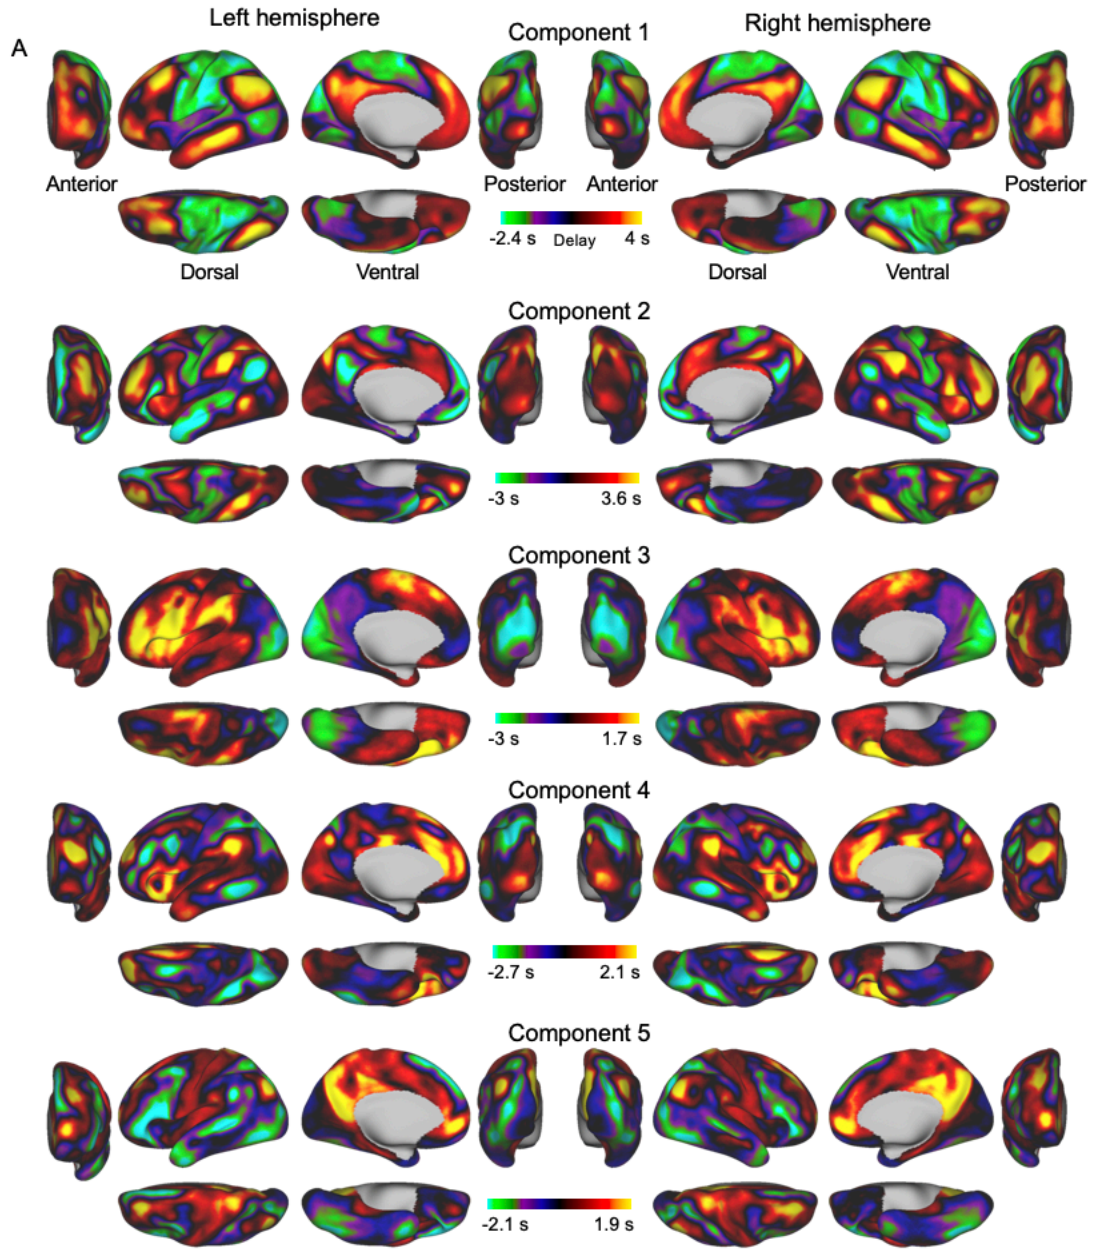 A
Left hemisphere
Component 1
Right hemisphere
Anterior
Posterior
Anterior
Posterior
-2.4 s
Delay
4 s
Dorsal
Ventral
Dorsal
Ventral
Component 2
-3 s
3.6 s
Component 3
-3 s
1.7 s
Component 4
-2.7 s
2.1 s
Component 5
-2.1 s
1.9 s